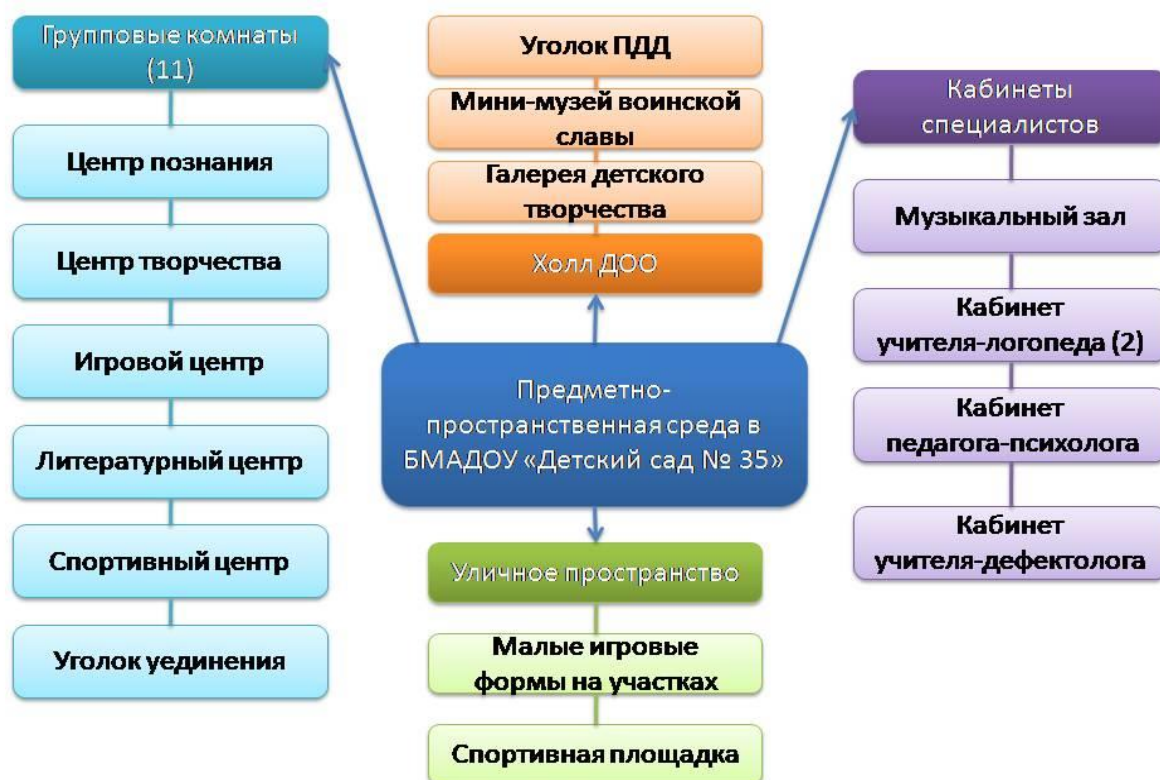 Групповые комнаты
(11)
Центр познания
Центр творчества
Игровой центр
Литературный центр
Спортивный центр
Уголок уединения
Уголок ПДД
Мини-музей воинской
славы
Галерея детского
творчества
Холл ДОО
Предметно-
пространственная среда в
БМАДОУ «Детский сад № 35»
Уличное пространство
Малые игровые
формы на участках
Спортивная площадка
Кабинеты
специалистов
Музыкальный зал
Кабинет
учителя-логопеда (2)
Кабинет
педагога-психолога
Кабинет
учителя-дефектолога